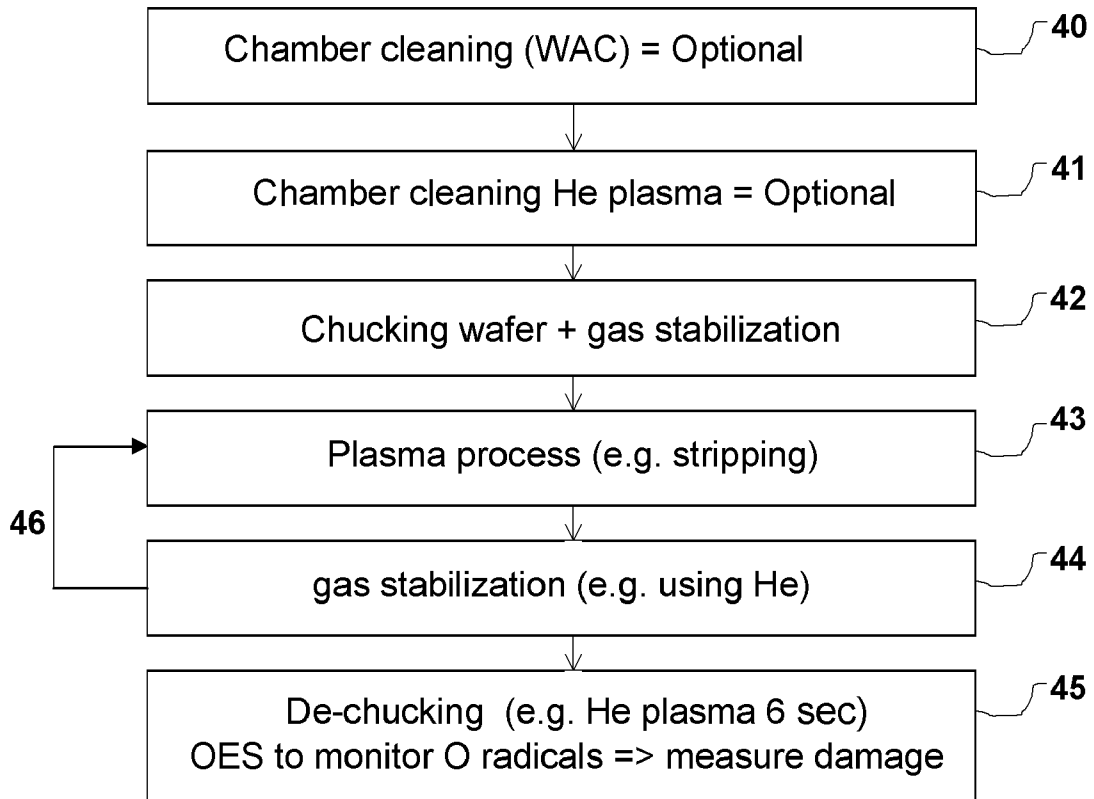 Chamber cleaning (WAC) = Optional
40
Chamber cleaning He plasma = Optional
41
Chucking wafer + gas stabilization
42
Plasma process (e.g. stripping)
43
46
gas stabilization (e.g. using He)
44
De-chucking (e.g. He plasma 6 sec)
45
OES to monitor O radicals => measure damage